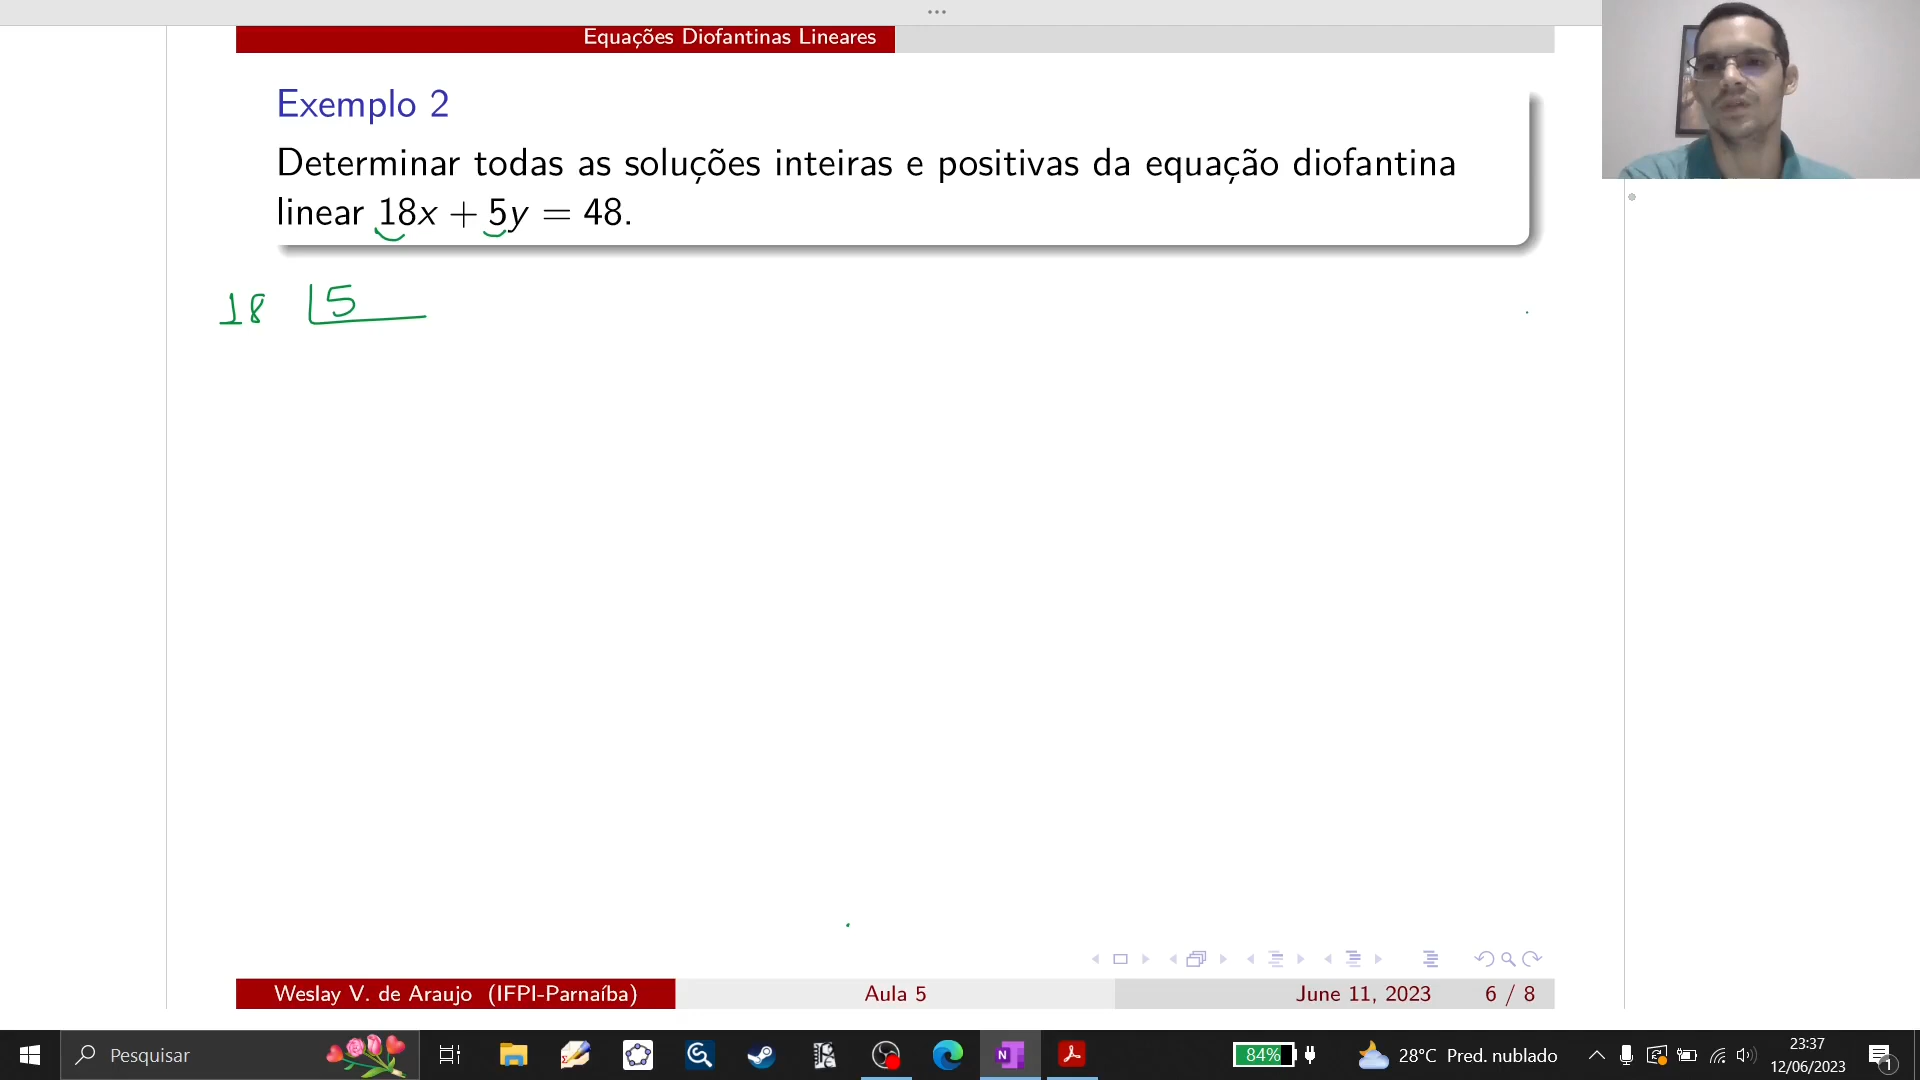 Equações Diofantinas Lineares
Exemplo 2
Determinar todas as soluções inteiras e positivas da equação diofantina
linear 18x + 5y = 48.
18 5
Weslay V. de Araujo (IFPI-Parnaíba) Aula 5 June 11, 2023 6 / 8
Pesquisar 84% 28°C Pred. nublado 23:37
12/06/2023 1